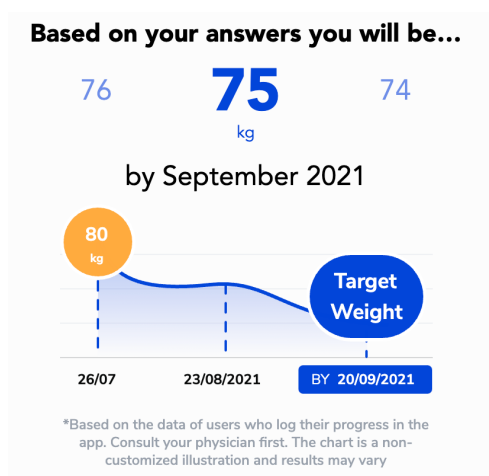 Based on your answers you will be...
76 75 74
kg
by September 2021
80
kg
Target
Weight
26/07 23/08/2021 BY 20/09/2021
*Based on the data of users who log their progress in the
app. Consult your physician first. The chart is a non-
customized illustration and results may vary